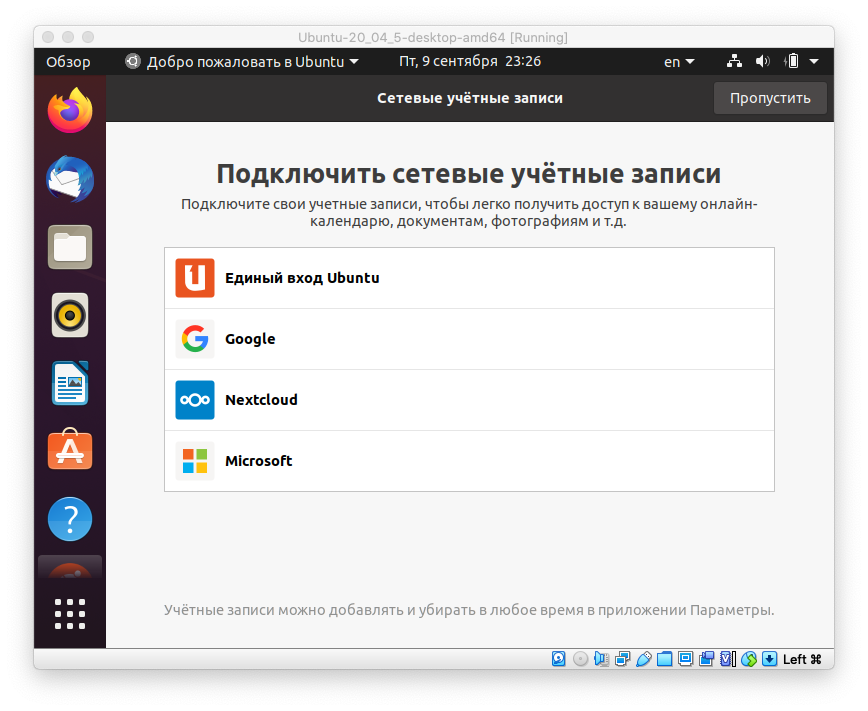 Ubuntu-20_04_5-desktop-amd64 [Running]
Обзор Добро пожаловать в Ubuntu Пт, 9 сентября 23:26 en
Сетевые учётные записи Пропустить
Подключить сетевые учётные записи
Подключите свои учетные записи, чтобы легко получить доступ к вашему онлайн-
календарю, документам, фотографиям и т.д.
Единый вход Ubuntu
Google
Nextcloud
Microsoft
Учётные записи можно добавлять и убирать в любое время в приложении Параметры.
Left ⌘